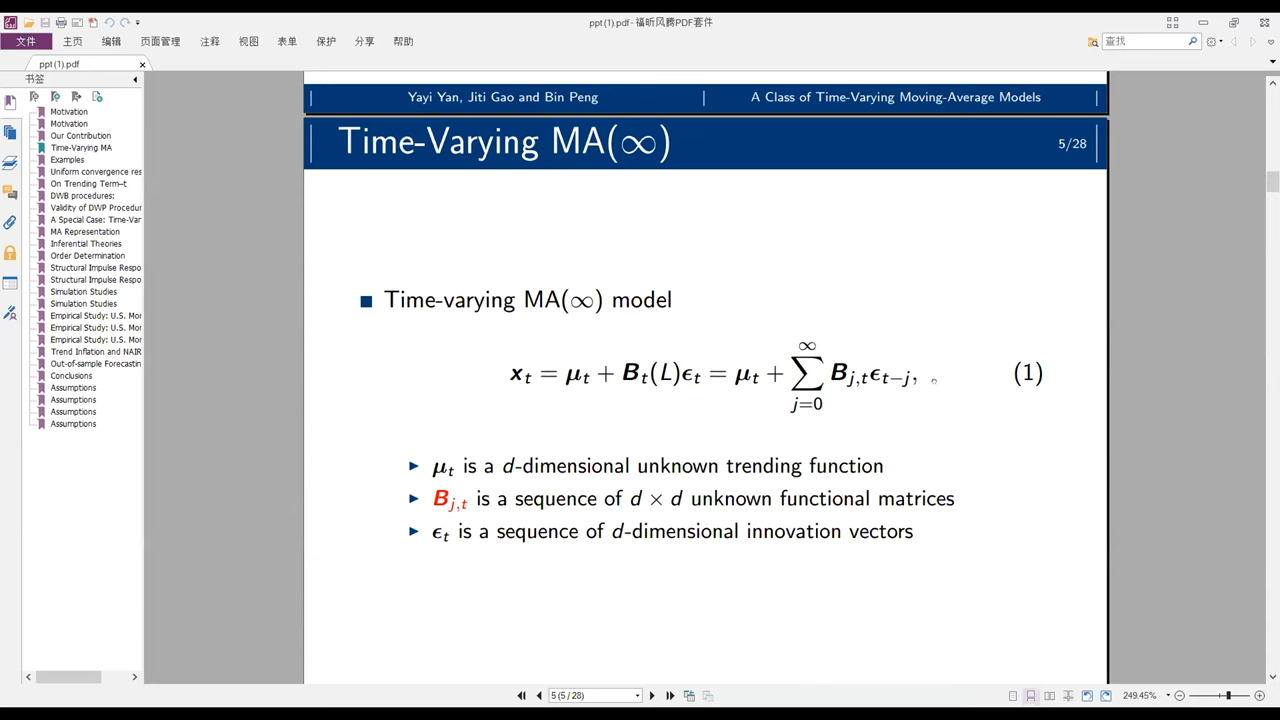 ppt (1).pdf - 福昕风腾PDF套件
文件 主页 编辑 页面管理 注释 视图 表单 保护 共享 帮助
查找
ppt (1).pdf
书签
Motivation
Motivation
Our Contribution
Time-Varying MA
Examples
Uniform convergence res
On Trending Term–t
DWB procedures:
Validity of DWP Procedur
A Special Case: Time-Var
MA Representation
Inferential Theories
Order Determination
Structural Impulse Respo
Structural Impulse Respo
Simulation Studies
Simulation Studies
Empirical Study: U.S. Mor
Empirical Study: U.S. Mor
Empirical Study: U.S. Mor
Trend Inflation and NAIR
Out-of-sample Forecastin
Conclusions
Assumptions
Assumptions
Assumptions
Assumptions
Yayi Yan, Jiti Gao and Bin Peng
A Class of Time-Varying Moving-Average Models
Time-Varying MA(∞)
5/28
Time-varying MA(∞) model
x_t = μ_t + B_t(L)ϵ_t = μ_t + ∑_{j=0}^{∞} B_{j,t}ϵ_{t−j}, (1)
μ_t is a d-dimensional unknown trending function
B_{j,t} is a sequence of d × d unknown functional matrices
ϵ_t is a sequence of d-dimensional innovation vectors
5 (5 / 28)
249.45%